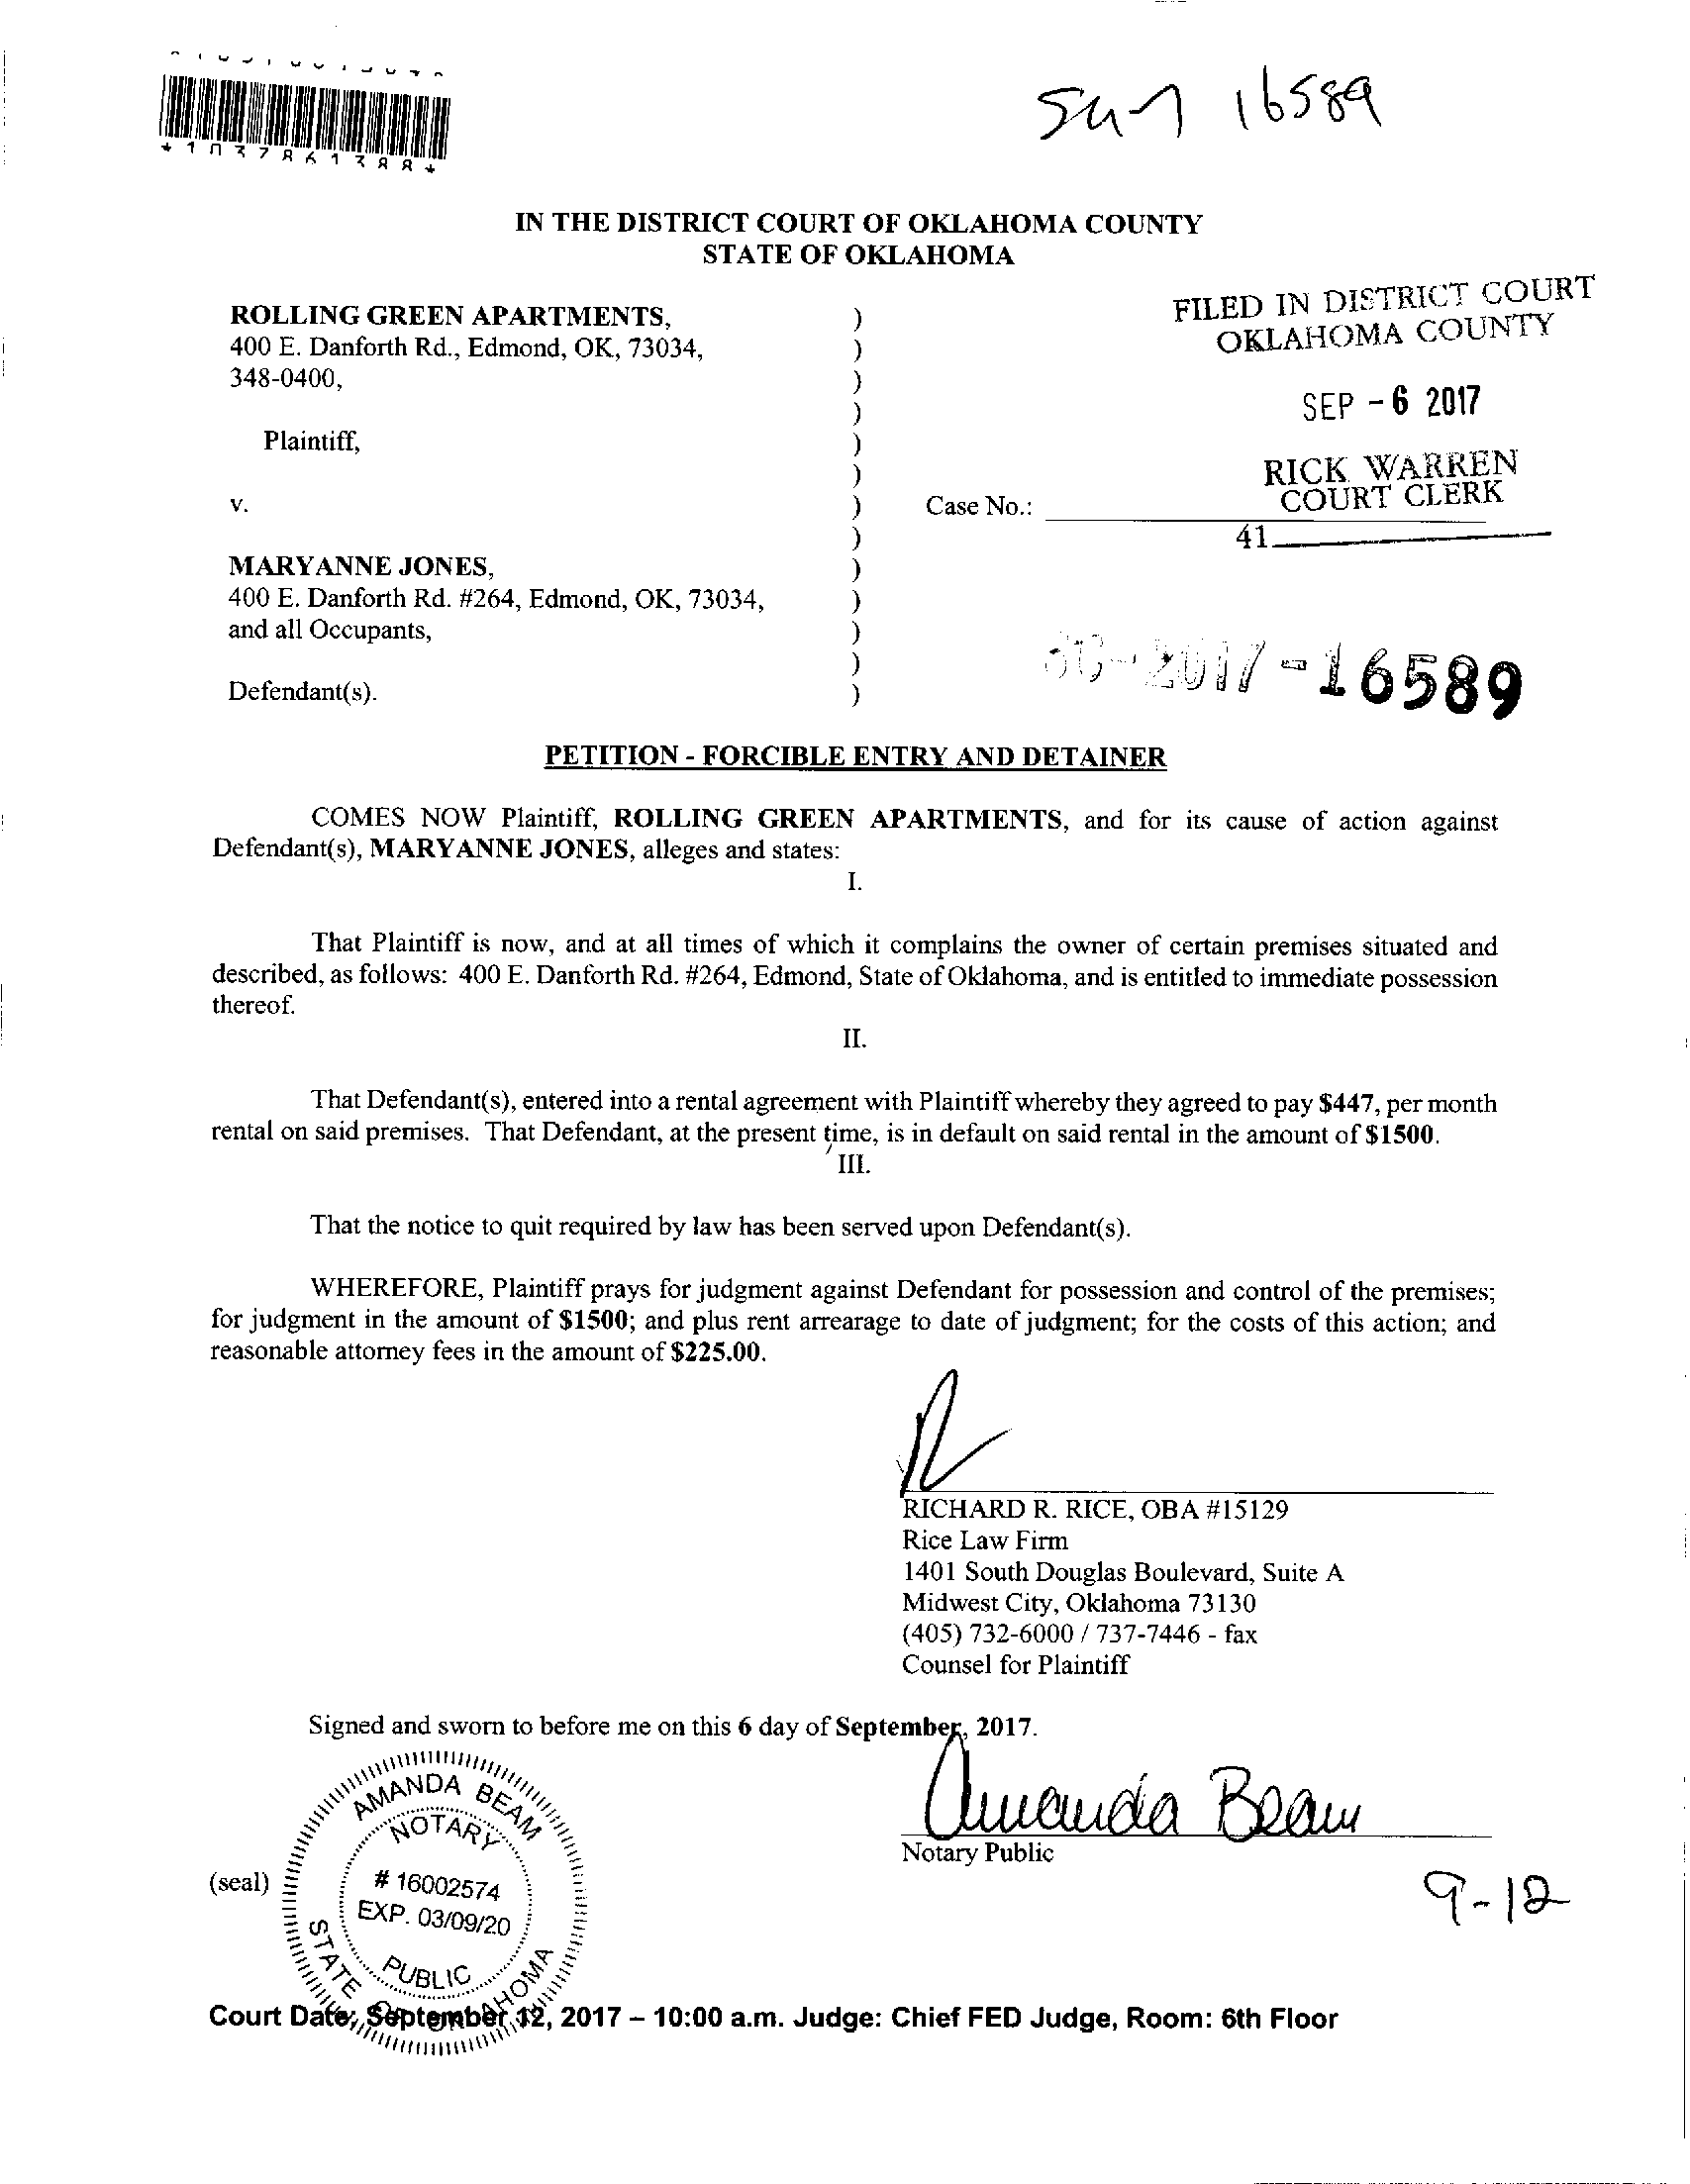 *1037861388*
16589
IN THE DISTRICT COURT OF OKLAHOMA COUNTY
STATE OF OKLAHOMA
FILED IN DISTRICT COURT
OKLAHOMA COUNTY
SEP - 6 2017
RICK WARREN
COURT CLERK
41
ROLLING GREEN APARTMENTS, )
400 E. Danforth Rd., Edmond, OK, 73034, )
348-0400, )
)
Plaintiff, )
)
v. ) Case No.:
)
MARYANNE JONES, )
400 E. Danforth Rd. #264, Edmond, OK, 73034, )
and all Occupants, )
)
Defendant(s). )
SC-2017-16589
PETITION - FORCIBLE ENTRY AND DETAINER
COMES NOW Plaintiff, ROLLING GREEN APARTMENTS, and for its cause of action against
Defendant(s), MARYANNE JONES, alleges and states:
I.
That Plaintiff is now, and at all times of which it complains the owner of certain premises situated and
described, as follows: 400 E. Danforth Rd. #264, Edmond, State of Oklahoma, and is entitled to immediate possession
thereof.
II.
That Defendant(s), entered into a rental agreement with Plaintiff whereby they agreed to pay $447, per month
rental on said premises. That Defendant, at the present time, is in default on said rental in the amount of $1500.
III.
That the notice to quit required by law has been served upon Defendant(s).
WHEREFORE, Plaintiff prays for judgment against Defendant for possession and control of the premises;
for judgment in the amount of $1500; and plus rent arrearage to date of judgment; for the costs of this action; and
reasonable attorney fees in the amount of $225.00.
RICHARD R. RICE, OBA #15129
Rice Law Firm
1401 South Douglas Boulevard, Suite A
Midwest City, Oklahoma 73130
(405) 732-6000 / 737-7446 - fax
Counsel for Plaintiff
Signed and sworn to before me on this 6 day of September, 2017.
Amanda Beam
Notary Public
(seal)
AMANDA BEAM
NOTARY
# 16002574
EXP. 03/09/20
PUBLIC
STATE OF OKLAHOMA
9-12
Court Date: September 12, 2017 – 10:00 a.m. Judge: Chief FED Judge, Room: 6th Floor